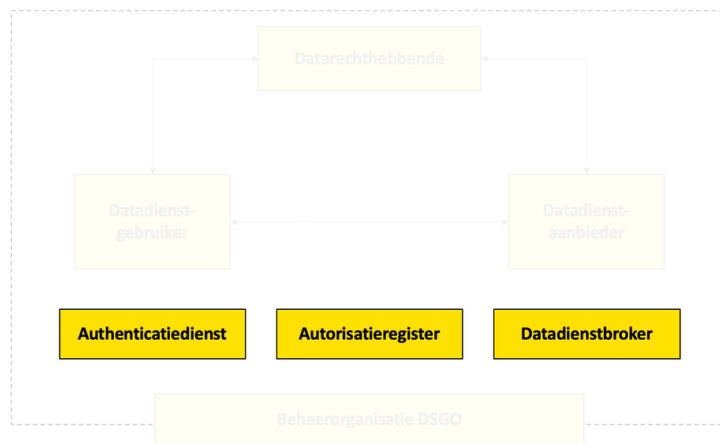 Datarechthebbende
Datadienst-
gebruiker
Datadienst-
aanbieder
Authenticatiedienst
Autorisatieregister
Datadienstbroker
Beheerorganisatie DSGO